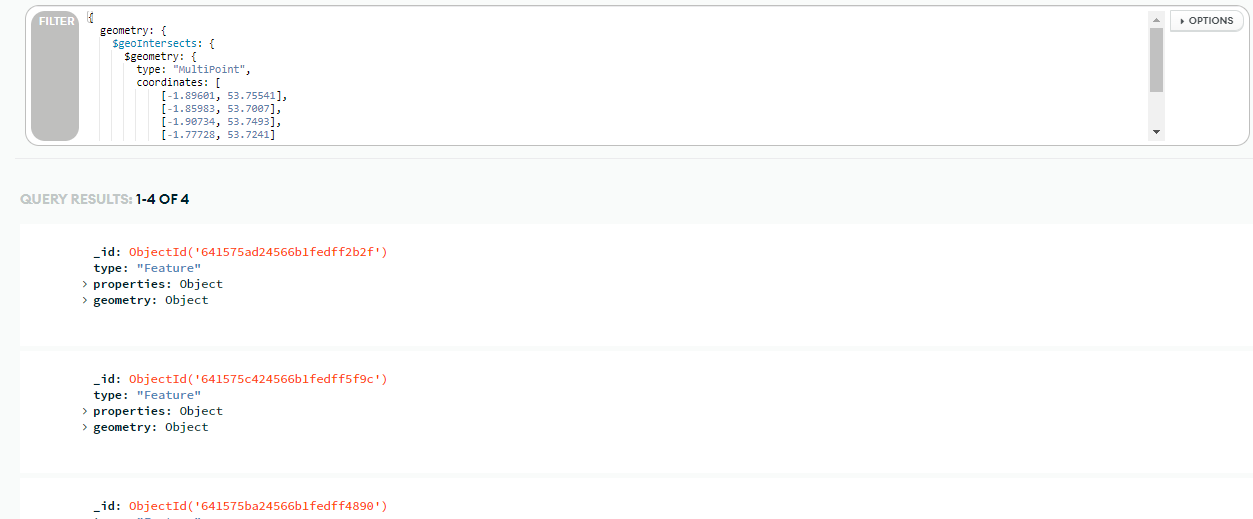 FILTER
{
geometry: {
$geoIntersects: {
$geometry: {
type: "MultiPoint",
coordinates: [
[-1.89601, 53.75541],
[-1.85983, 53.7007],
[-1.90734, 53.7493],
[-1.77728, 53.7241]
OPTIONS
QUERY RESULTS: 1-4 OF 4
_id: ObjectId('641575ad24566b1fedff2b2f')
type: "Feature"
properties: Object
geometry: Object
_id: ObjectId('641575c424566b1fedff5f9c')
type: "Feature"
properties: Object
geometry: Object
_id: ObjectId('641575ba24566b1fedff4890')